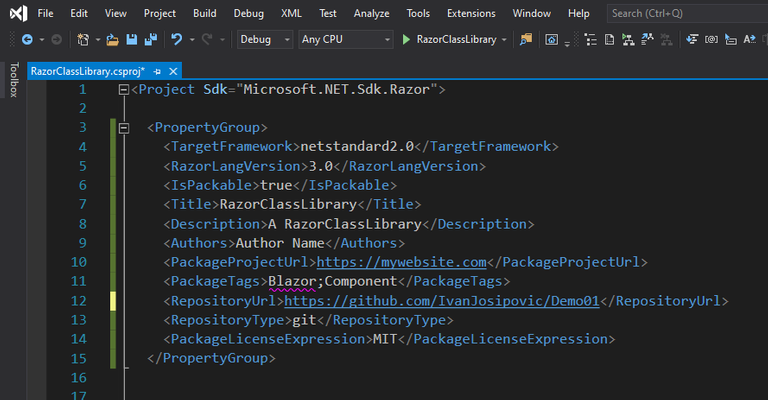 File Edit View Project Build Debug XML Test Analyze Tools Extensions Window Help Search (Ctrl+Q)
Debug Any CPU RazorClassLibrary
Toolbox
RazorClassLibrary.csproj*
1 <Project Sdk="Microsoft.NET.Sdk.Razor">
2
3 <PropertyGroup>
4 <TargetFramework>netstandard2.0</TargetFramework>
5 <RazorLangVersion>3.0</RazorLangVersion>
6 <IsPackable>true</IsPackable>
7 <Title>RazorClassLibrary</Title>
8 <Description>A RazorClassLibrary</Description>
9 <Authors>Author Name</Authors>
10 <PackageProjectUrl>https://mywebsite.com</PackageProjectUrl>
11 <PackageTags>Blazor;Component</PackageTags>
12 <RepositoryUrl>https://github.com/IvanJosipovic/Demo01</RepositoryUrl>
13 <RepositoryType>git</RepositoryType>
14 <PackageLicenseExpression>MIT</PackageLicenseExpression>
15 </PropertyGroup>
16
17